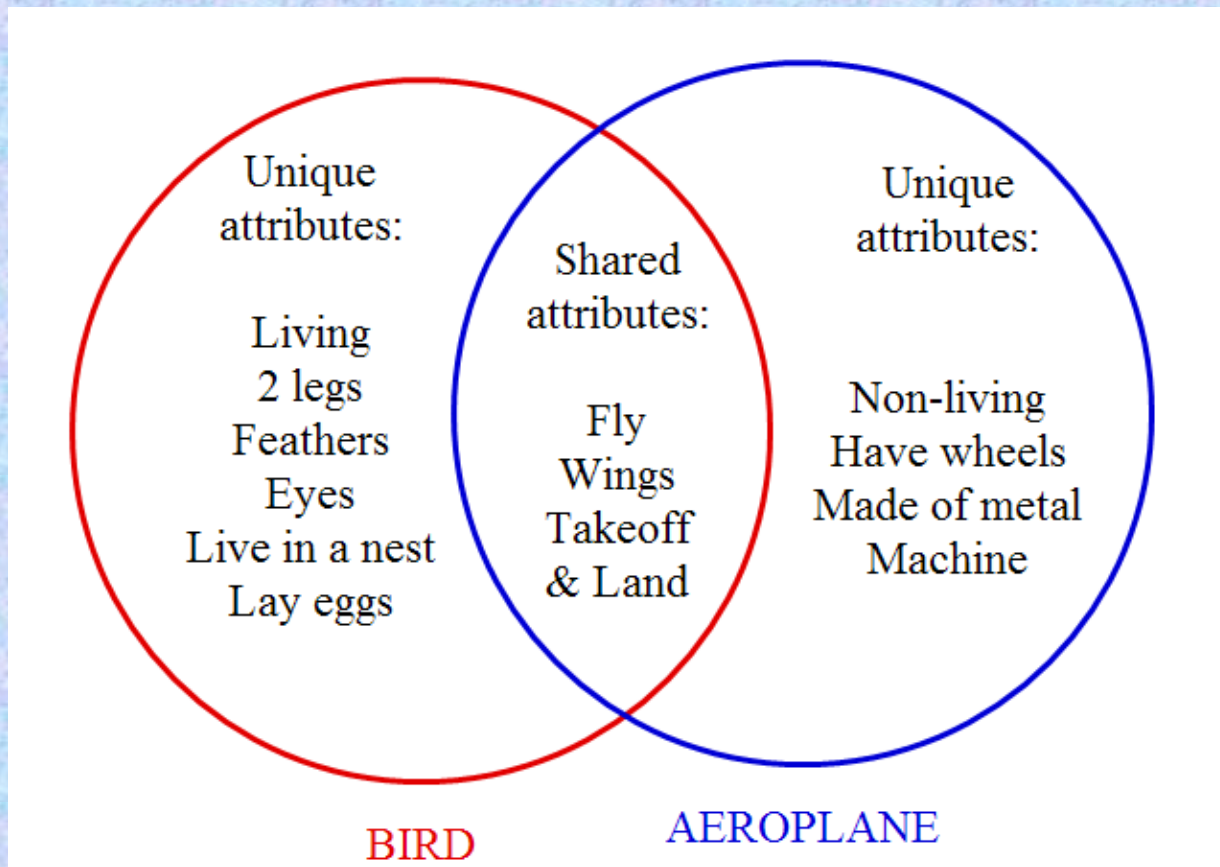 Unique
attributes:
Living
2 legs
Feathers
Eyes
Live in a nest
Lay eggs
Shared
attributes:
Fly
Wings
Takeoff
& Land
Unique
attributes:
Non-living
Have wheels
Made of metal
Machine
BIRD
AEROPLANE